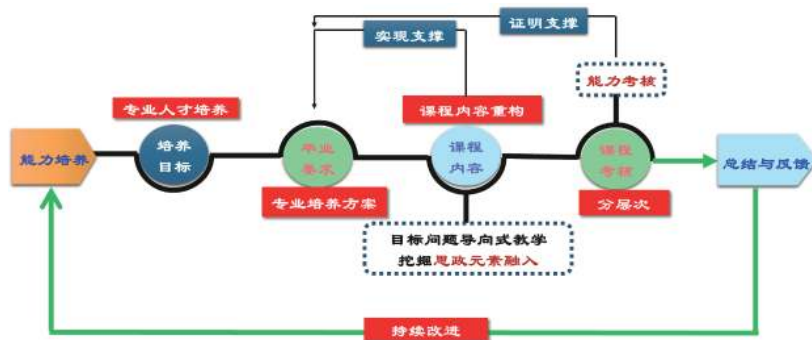 证明支撑
实现支撑
能力考核
专业人才培养
课程内容重构
能力培养
培养
目标
毕业
要求
课程
内容
课程
考核
总结与反馈
专业培养方案
分层次
目标问题导向式教学
挖掘思政元素融入
持续改进